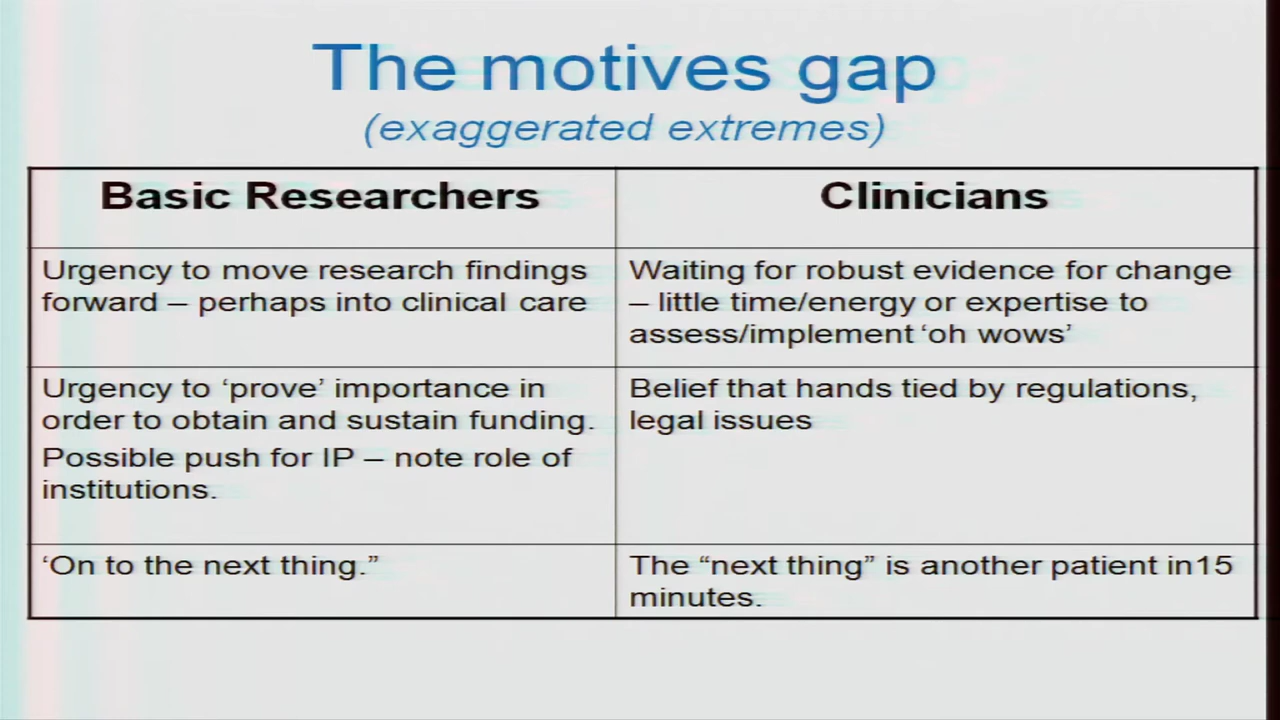 The motives gap
(exaggerated extremes)
Basic Researchers
Clinicians
Urgency to move research findings
forward – perhaps into clinical care
Waiting for robust evidence for change
– little time/energy or expertise to
assess/implement ‘oh wows’
Urgency to ‘prove’ importance in
order to obtain and sustain funding.
Possible push for IP – note role of
institutions.
Belief that hands tied by regulations,
legal issues
‘On to the next thing.”
The “next thing” is another patient in15
minutes.